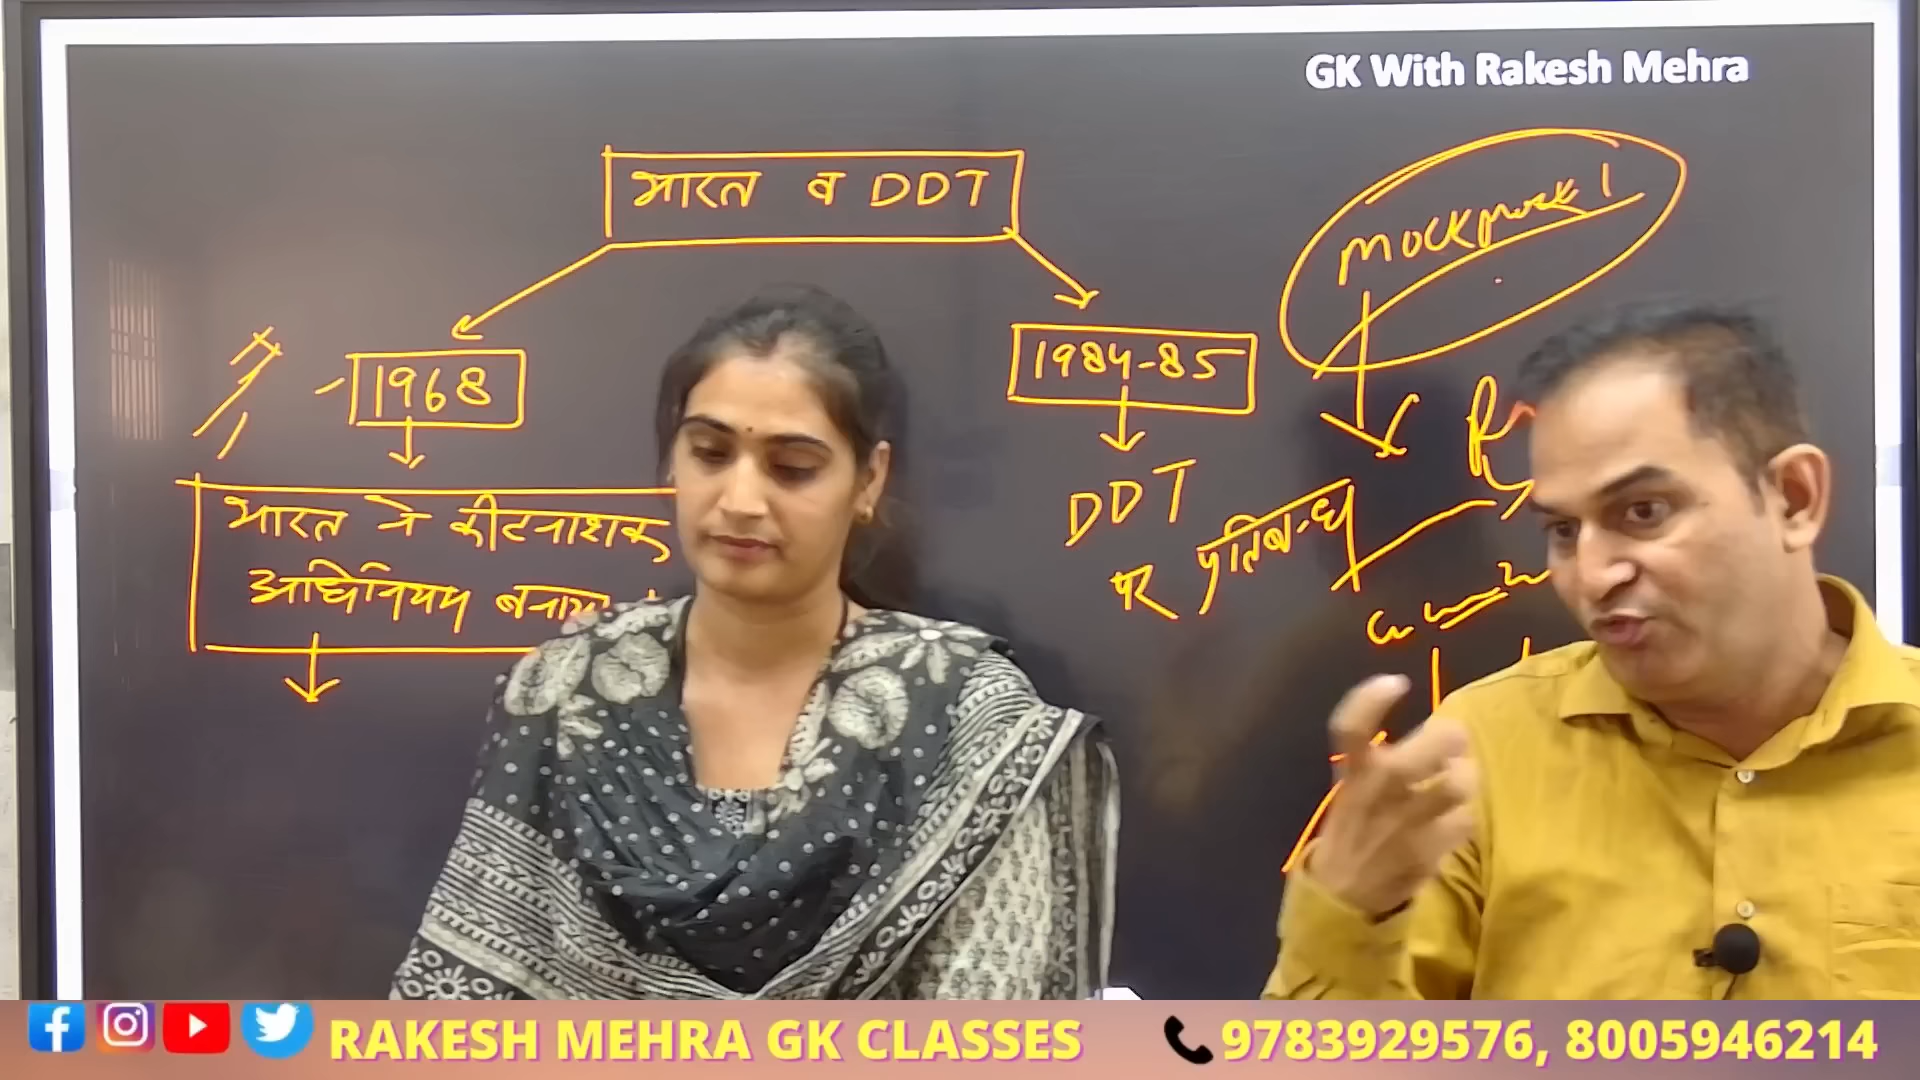 GK With Rakesh Mehra
भारत व DDT
1968
1984-85
भारत ने कीटनाशक
अधिनियम बनाया
DDT
पर प्रतिबन्ध
RAKESH MEHRA GK CLASSES
9783929576, 8005946214